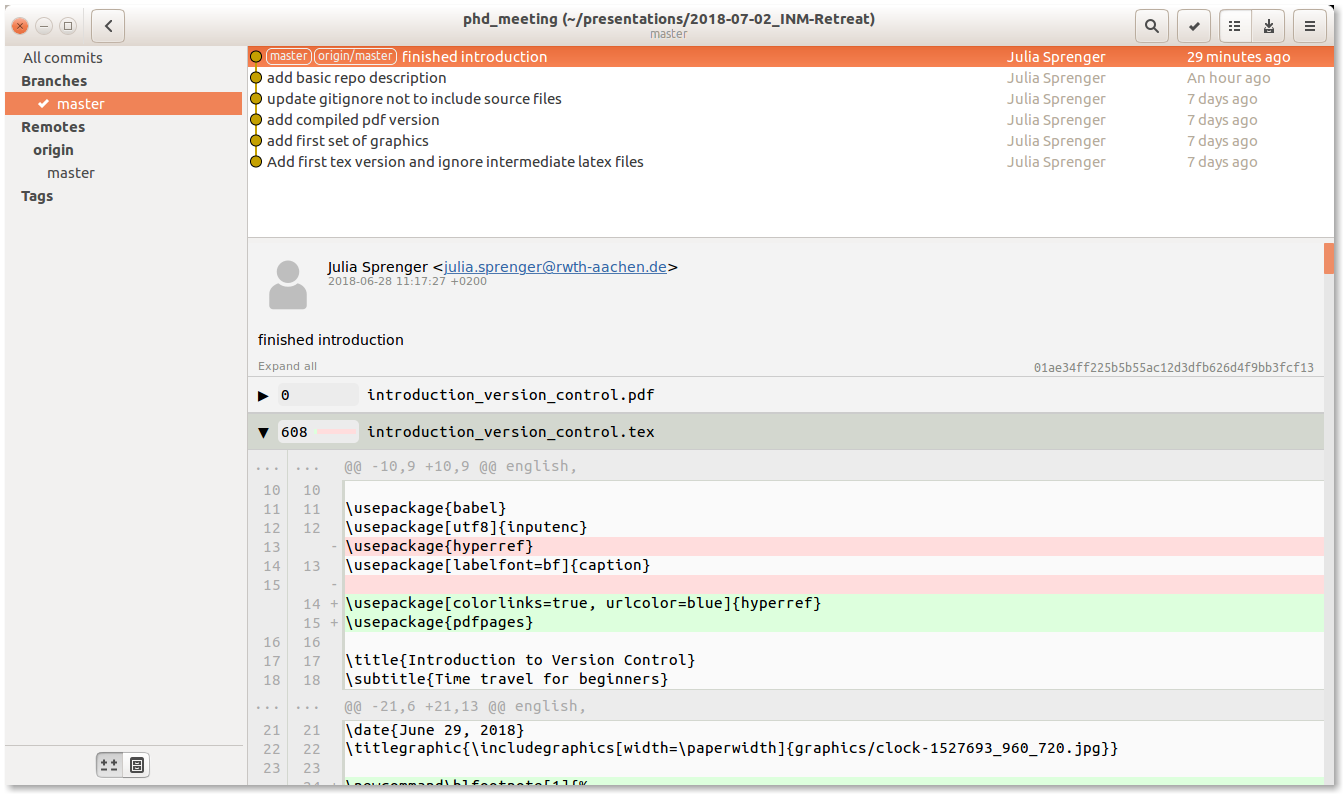 phd_meeting (~/presentations/2018-07-02_INM-Retreat)
master
All commits
Branches
master
Remotes
origin
master
Tags
master origin/master finished introduction Julia Sprenger 29 minutes ago
add basic repo description Julia Sprenger An hour ago
update gitignore not to include source files Julia Sprenger 7 days ago
add compiled pdf version Julia Sprenger 7 days ago
add first set of graphics Julia Sprenger 7 days ago
Add first tex version and ignore intermediate latex files Julia Sprenger 7 days ago
Julia Sprenger <julia.sprenger@rwth-aachen.de>
2018-06-28 11:17:27 +0200
finished introduction
Expand all 01ae34ff225b5b55ac12d3dfb626d4f9bb3fcf13
0 introduction_version_control.pdf
608 introduction_version_control.tex
... ... @@ -10,9 +10,9 @@ english,
10 10
11 11 \usepackage{babel}
12 12 \usepackage[utf8]{inputenc}
13 - \usepackage{hyperref}
14 13 \usepackage[labelfont=bf]{caption}
15 -
14 + \usepackage[colorlinks=true, urlcolor=blue]{hyperref}
15 + \usepackage{pdfpages}
16 16
17 17 \title{Introduction to Version Control}
18 18 \subtitle{Time travel for beginners}
... ... @@ -21,6 +21,13 @@ english,
21 21 \date{June 29, 2018}
22 22 \titlegraphic{\includegraphics[width=\paperwidth]{graphics/clock-1527693_960_720.jpg}}
23 23
24 + \newcommand\blfootnote[1]{%